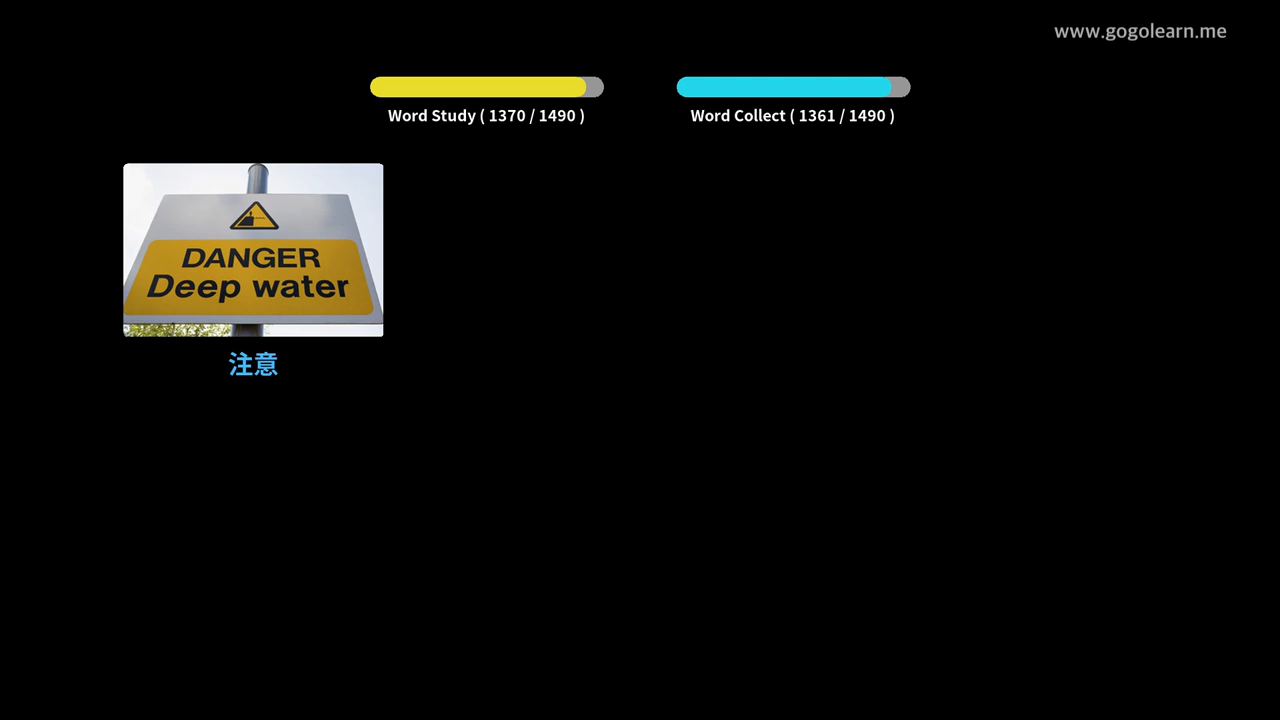 www.gogolearn.me
Word Study ( 1370 / 1490 )
Word Collect ( 1361 / 1490 )
DANGER
Deep water
注意